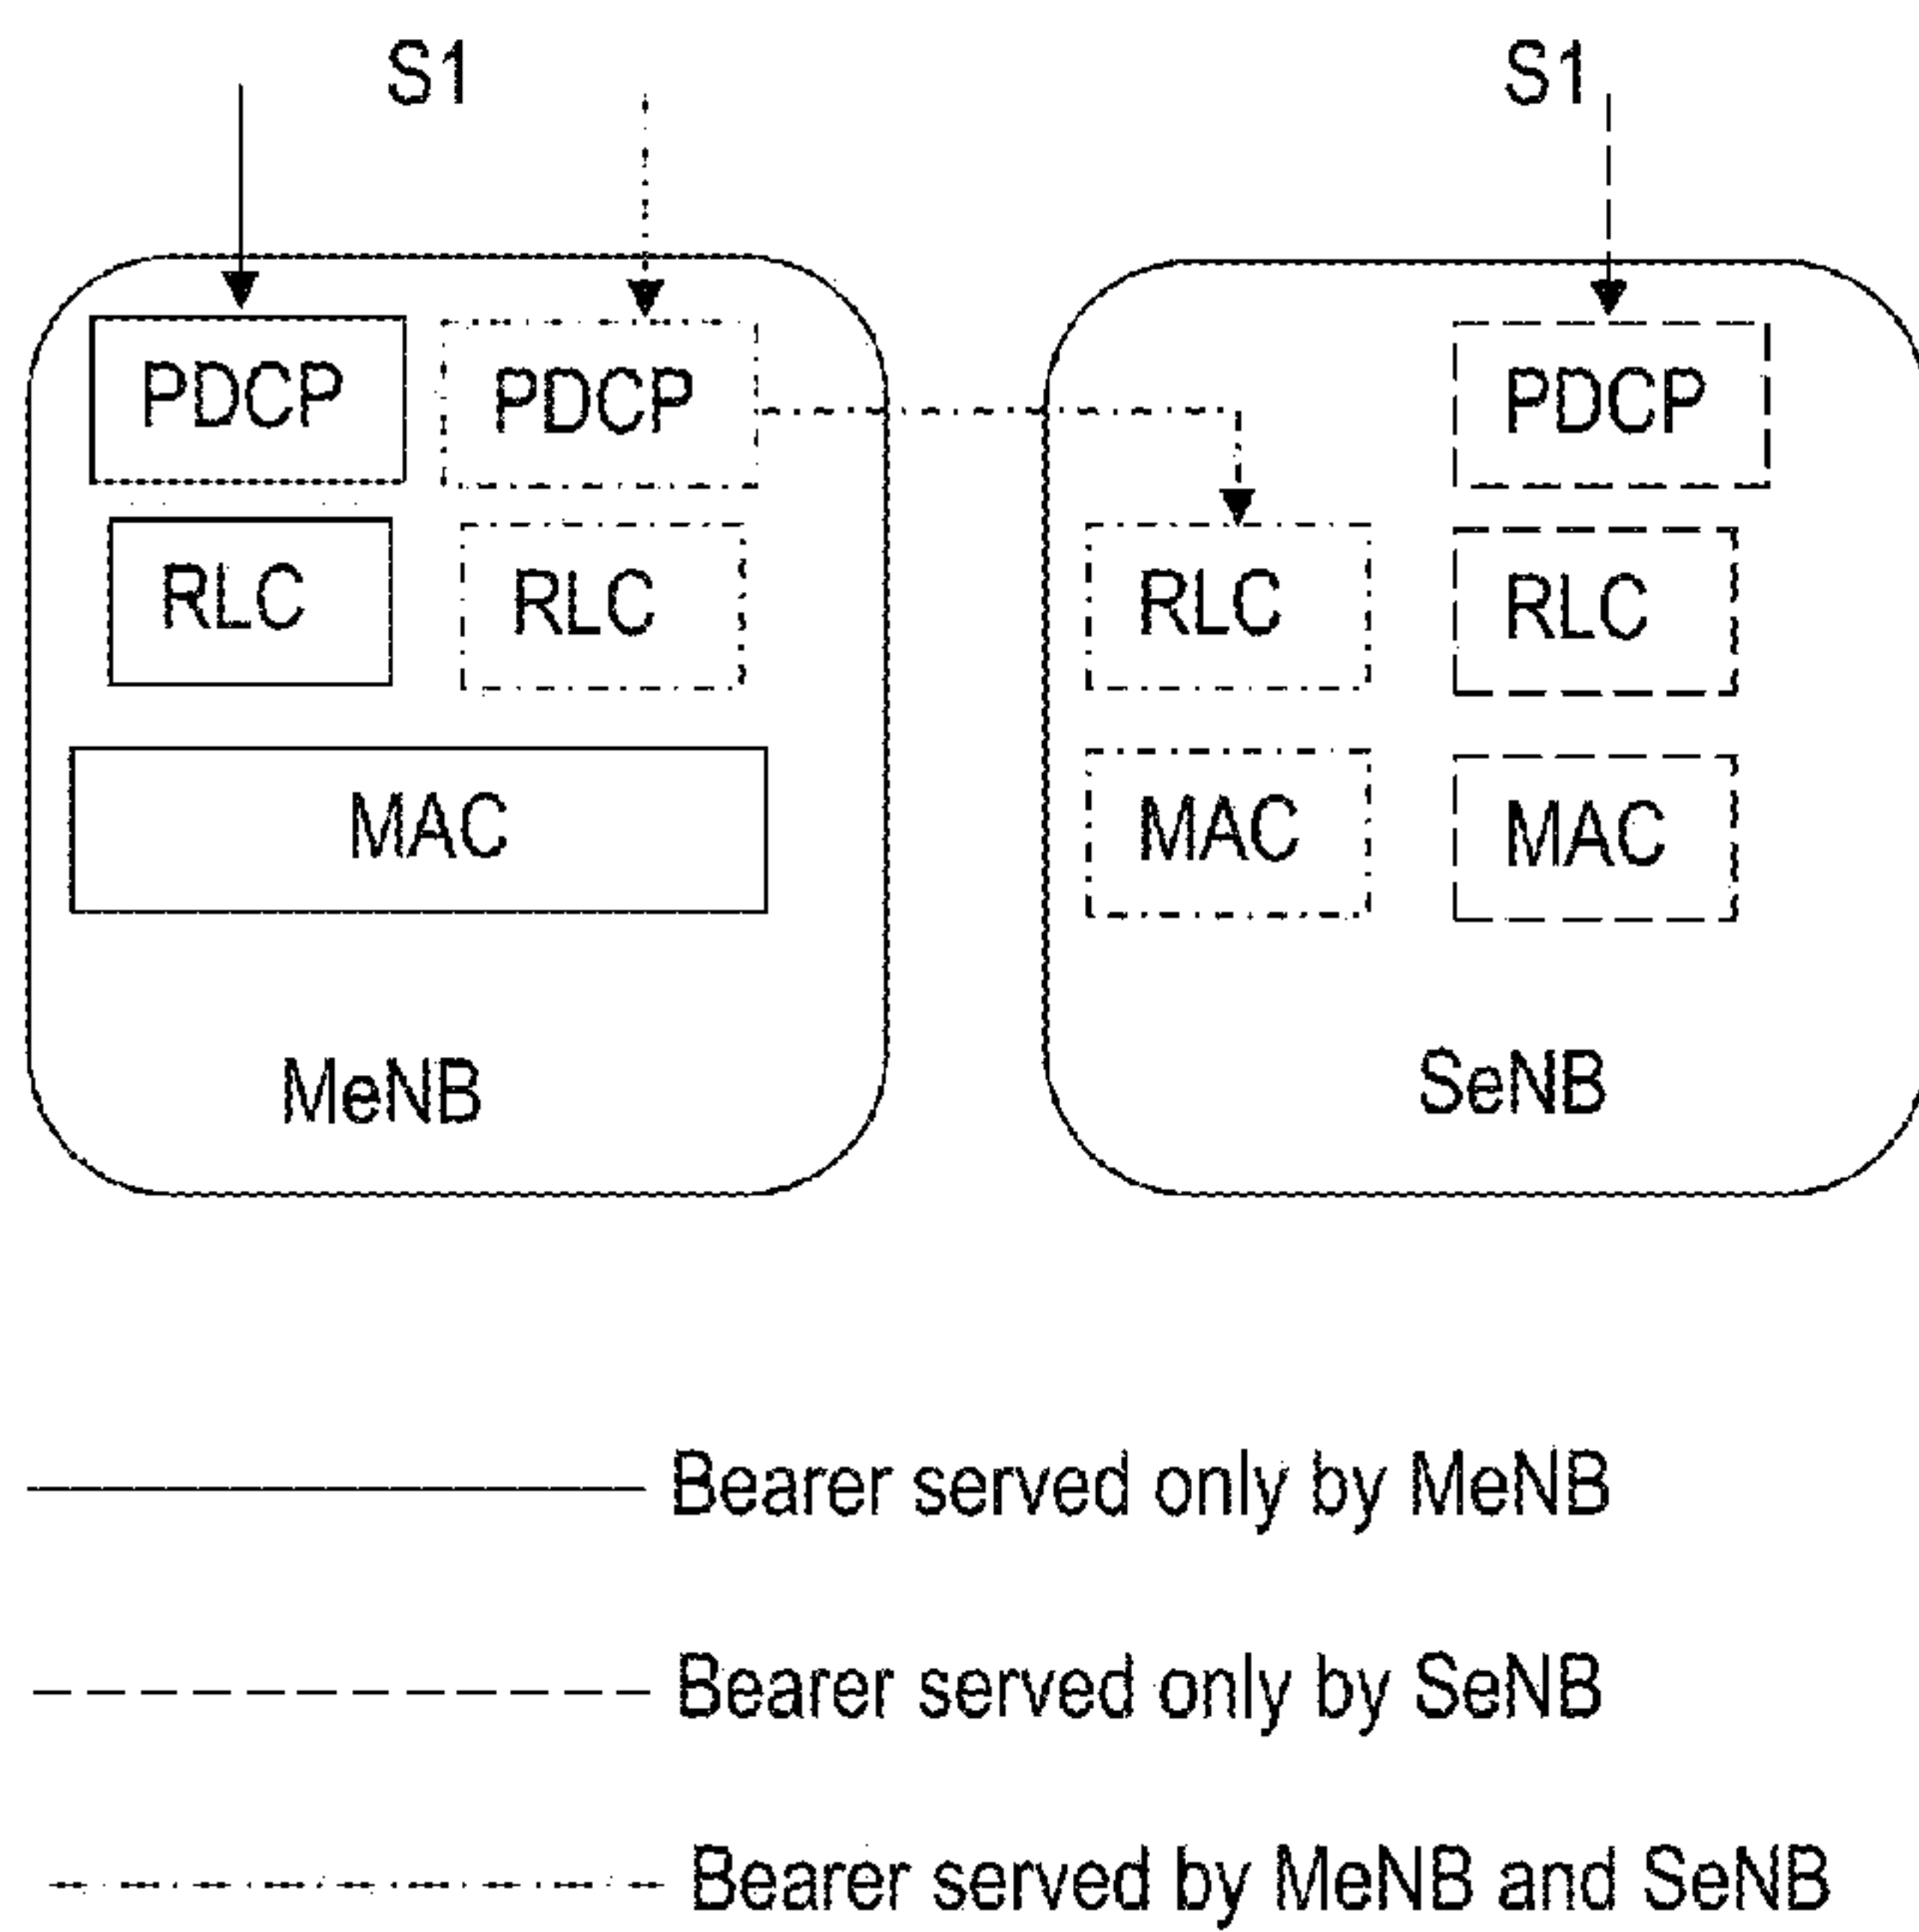 S1 S1
PDCP PDCP PDCP
RLC RLC RLC RLC
MAC MAC MAC
MeNB SeNB
Bearer served only by MeNB
Bearer served only by SeNB
Bearer served by MeNB and SeNB